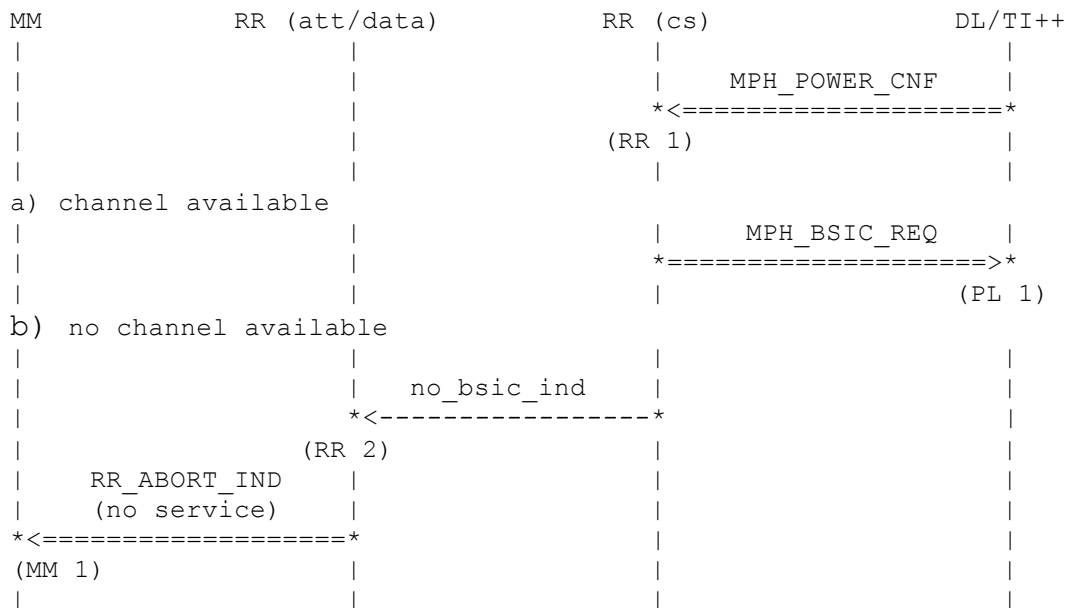 MM RR (att/data) RR (cs) DL/TI++
| | | |
| | | MPH_POWER_CNF |
| | *<====================*
| | (RR 1) |
| | | |
a) channel available
| | | MPH_BSIC_REQ |
| | *====================>*
| | | (PL 1)
b) no channel available
| | | |
| | no_bsic_ind | |
| *<-----------------* |
| (RR 2) | |
| RR_ABORT_IND | | |
| (no service) | | |
*<===================* | |
(MM 1) | | |
| | | |